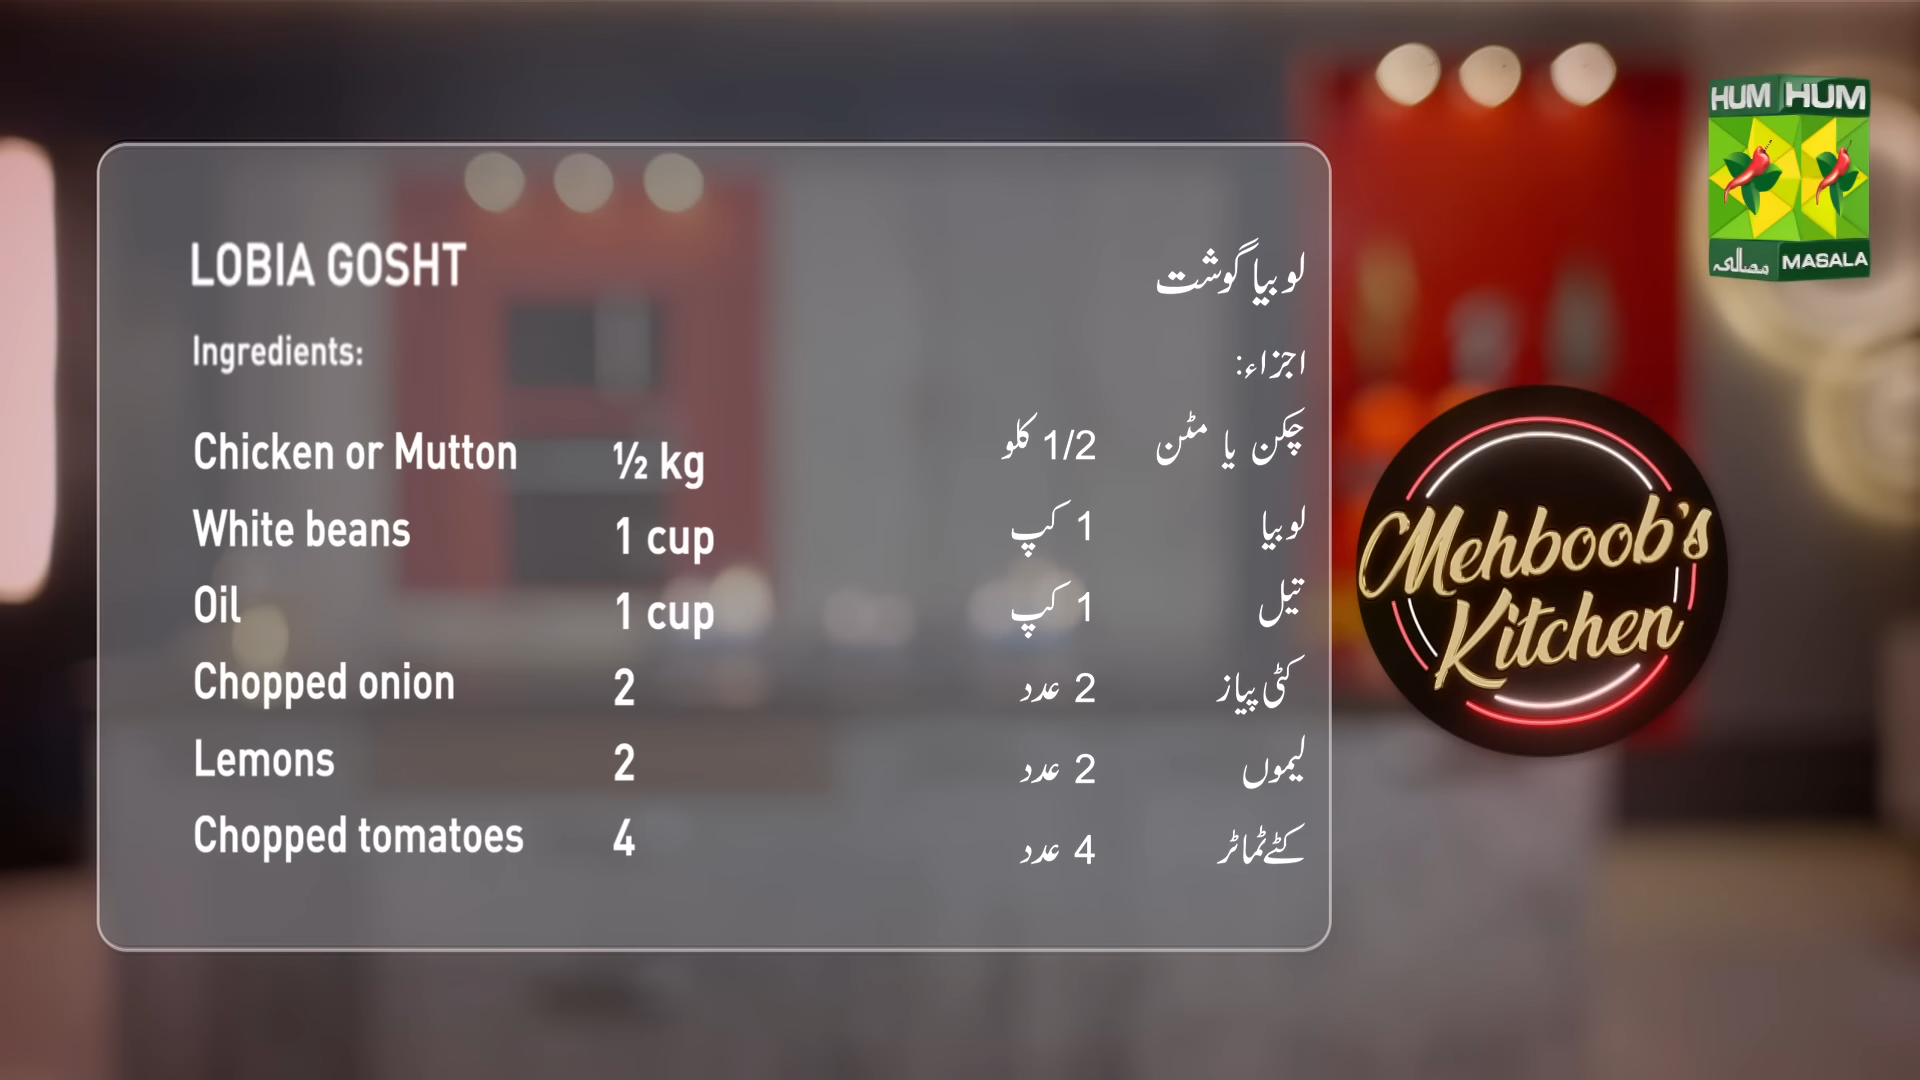 HUM HUM
مصالحہ MASALA
LOBIA GOSHT لوبیا گوشت
Ingredients: اجزاء:
Chicken or Mutton ½ kg چکن یا مٹن 1/2 کلو
White beans 1 cup لوبیا 1 کپ
Oil 1 cup تیل 1 کپ
Chopped onion 2 کٹی پیاز 2 عدد
Lemons 2 لیموں 2 عدد
Chopped tomatoes 4 کٹے ٹماٹر 4 عدد
Mehboob's
Kitchen